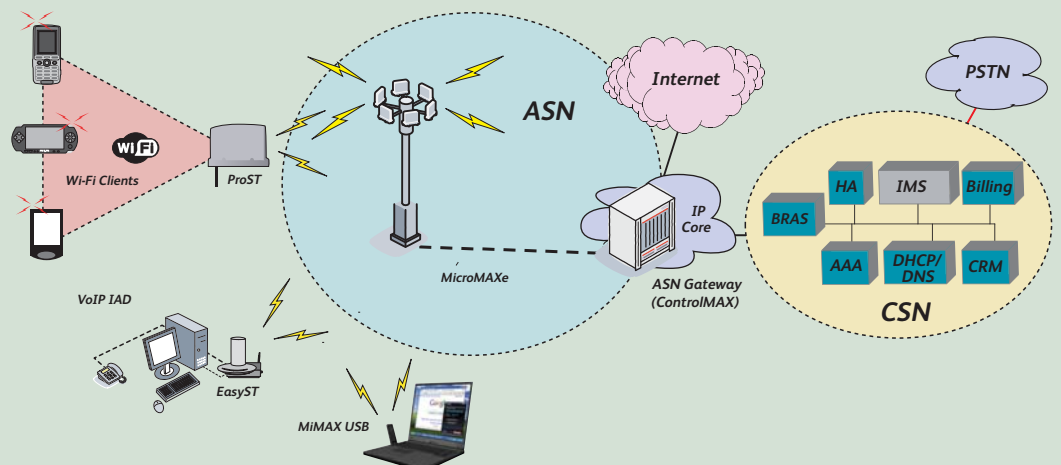 Wi Fi
Wi-Fi Clients
ProST
ASN
Internet
PSTN
IP
Core
HA
IMS
Billing
BRAS
AAA
DHCP/
DNS
CRM
CSN
MicroMAXe
ASN Gateway
(ControlMAX)
VoIP IAD
EasyST
MiMAX USB